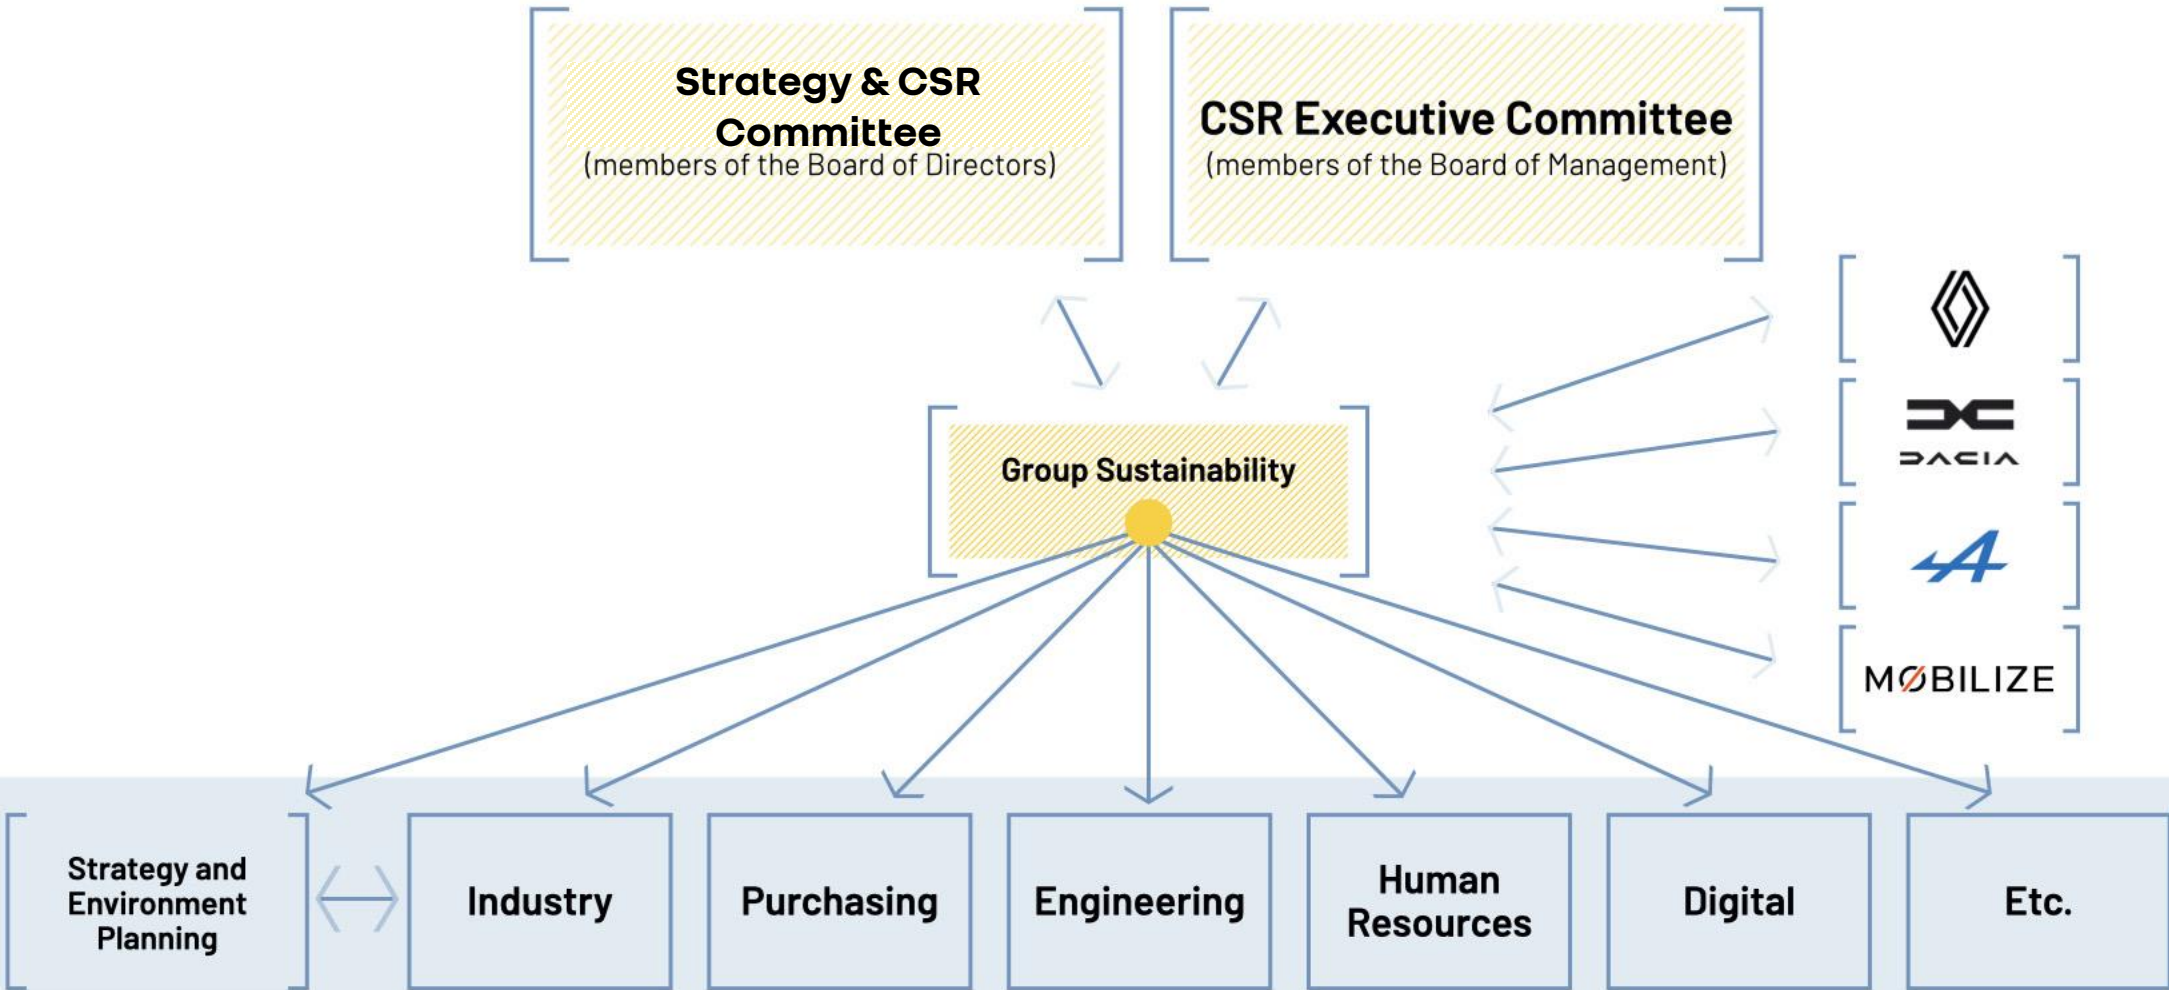 Strategy & CSR
Committee
(members of the Board of Directors)
CSR Executive Committee
(members of the Board of Management)
Group Sustainability
DACIA
MOBILIZE
Strategy and
Environment
Planning
Industry
Purchasing
Engineering
Human
Resources
Digital
Etc.